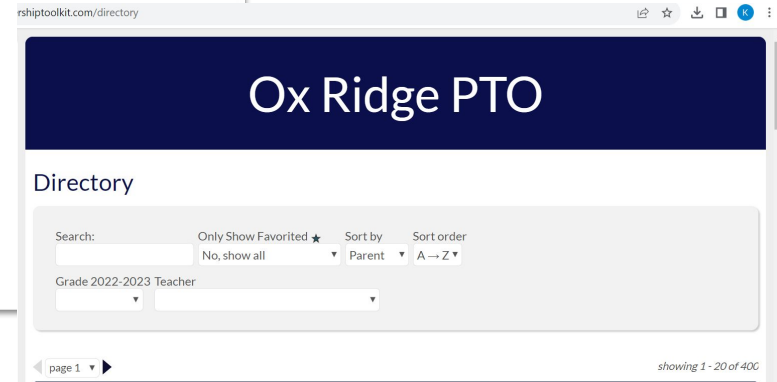 ershiptoolkit.com/directory
K
Ox Ridge PTO
Directory
Search: Only Show Favorited ★ Sort by Sort order
No, show all Parent A → Z
Grade 2022-2023 Teacher
page 1 showing 1 - 20 of 400